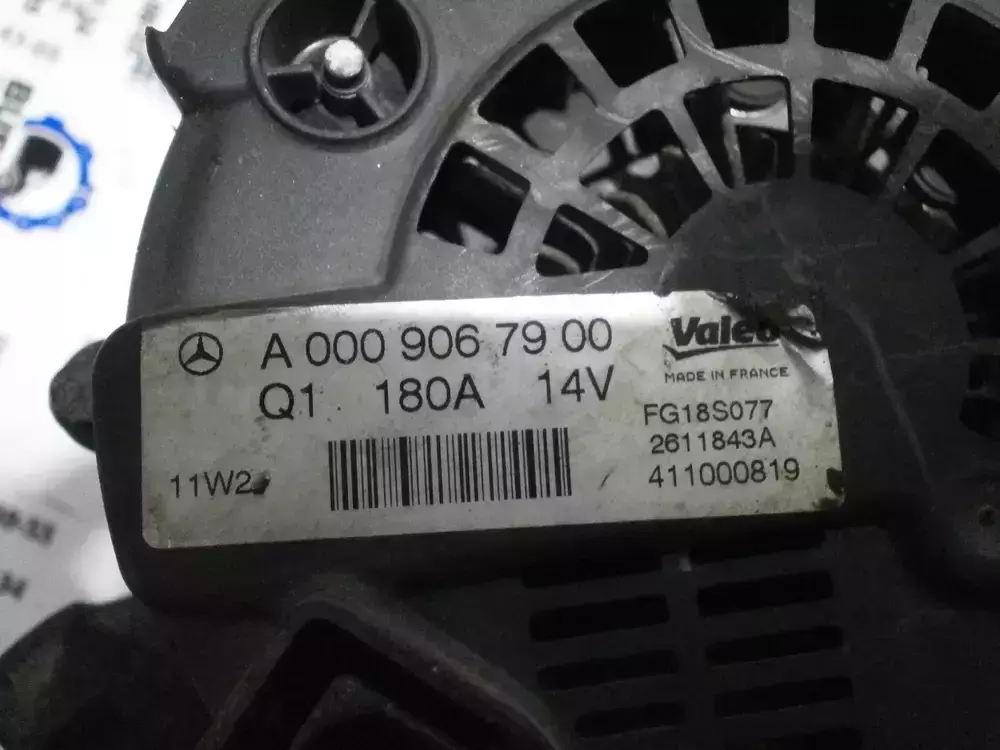 A 000 906 79 00
Q1 180A 14V
11W2
Valeo
MADE IN FRANCE
FG18S077
2611843A
411000819